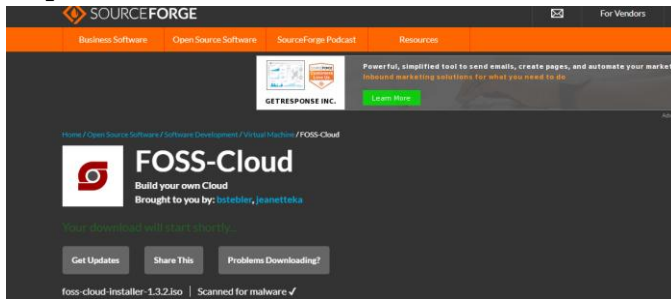 SOURCEFORGE
For Vendors
Business Software
Open Source Software
SourceForge Podcast
Resources
Powerful, simplified tool to send emails, create pages, and automate your market
Inbound marketing solutions for what you need to do
GETRESPONSE INC.
Learn More
Home / Open Source Software / Software Development / Virtual Machine / FOSS-Cloud
FOSS-Cloud
Build your own Cloud
Brought to you by: bstebler, jeanetteka
Your download will start shortly...
Get Updates
Share This
Problems Downloading?
foss-cloud-installer-1.3.2.iso | Scanned for malware ✓